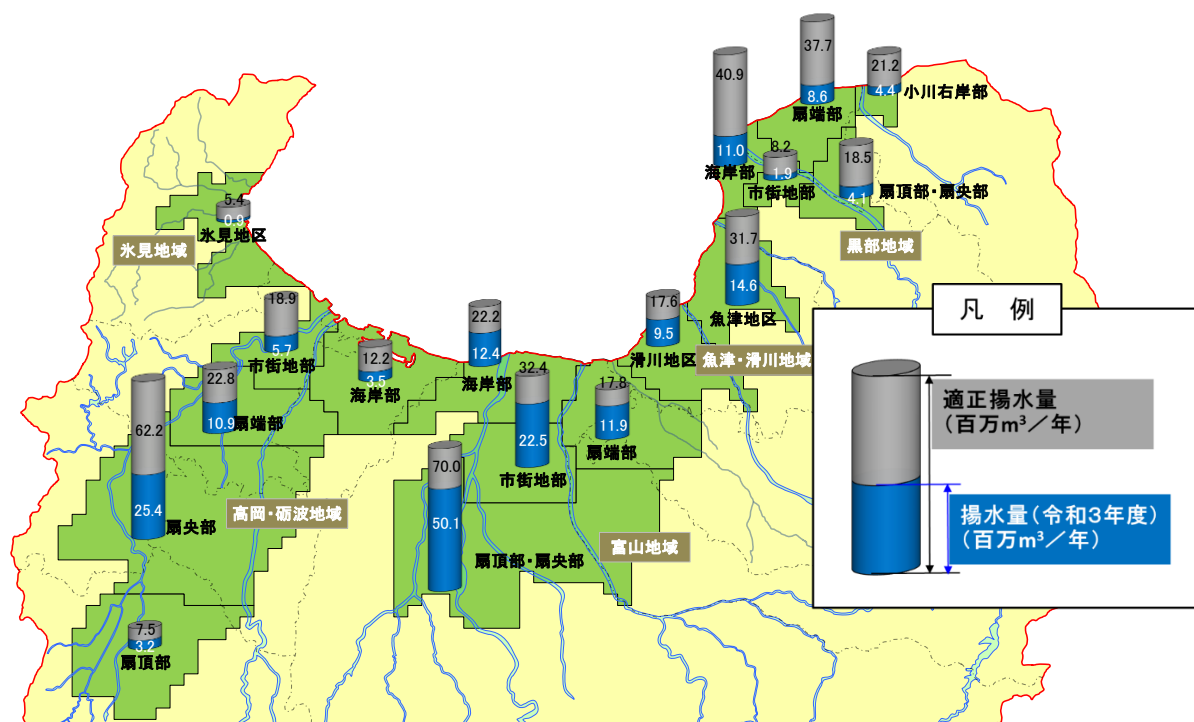 37.7
8.6
扇端部
21.2
4.4
小川右岸部
40.9
11.0
海岸部
8.2
1.9
市街地部
18.5
4.1
扇頂部・扇央部
黒部地域
5.4
0.9
氷見地区
氷見地域
31.7
14.6
魚津地区
17.6
9.5
滑川地区
魚津・滑川地域
18.9
5.7
市街地部
12.2
3.5
海岸部
22.2
12.4
海岸部
22.8
10.9
扇端部
62.2
25.4
扇央部
高岡・砺波地域
7.5
3.2
扇頂部
32.4
22.5
市街地部
17.8
11.9
扇端部
70.0
50.1
扇頂部・扇央部
富山地域
凡 例
適正揚水量
(百万m³/年)
揚水量(令和3年度)
(百万m³/年)